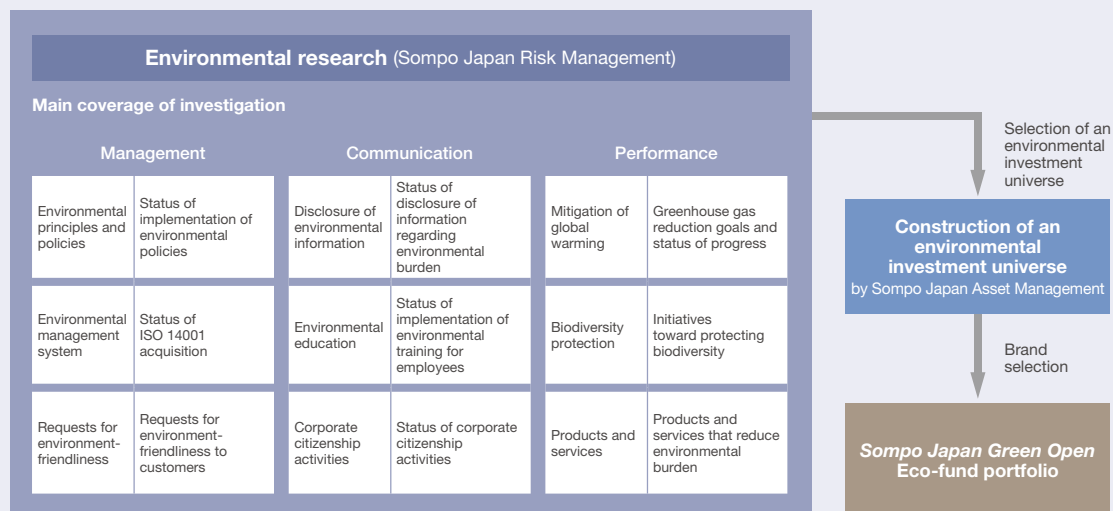 Environmental research (Sompo Japan Risk Management)
Main coverage of investigation
Management
Environmental
principles and
policies
Status of
implementation of
environmental
policies
Environmental
management
system
Status of
ISO 14001
acquisition
Requests for
environment-
friendliness
Requests for
environment-
friendliness to
customers
Communication
Disclosure of
environmental
information
Status of
disclosure of
information
regarding
environmental
burden
Environmental
education
Status of
implementation of
environmental
training for
employees
Corporate
citizenship
activities
Status of corporate
citizenship
activities
Performance
Mitigation of
global
warming
Greenhouse gas
reduction goals and
status of progress
Biodiversity
protection
Initiatives
toward protecting
biodiversity
Products and
services
Products and
services that reduce
environmental
burden
Selection of an
environmental
investment
universe
Construction of an
environmental
investment universe
by Sompo Japan Asset Management
Brand
selection
Sompo Japan Green Open
Eco-fund portfolio